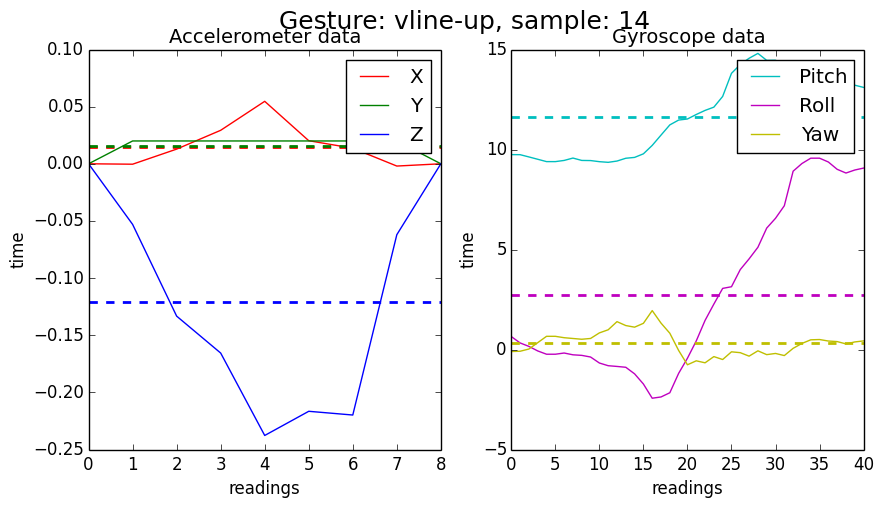 Gesture: vline-up, sample: 14
Accelerometer data
0.10
0.05
0.00
−0.05
−0.10
−0.15
−0.20
−0.25
time
X
Y
Z
0 1 2 3 4 5 6 7 8
readings
Gyroscope data
15
10
5
0
−5
time
Pitch
Roll
Yaw
0 5 10 15 20 25 30 35 40
readings